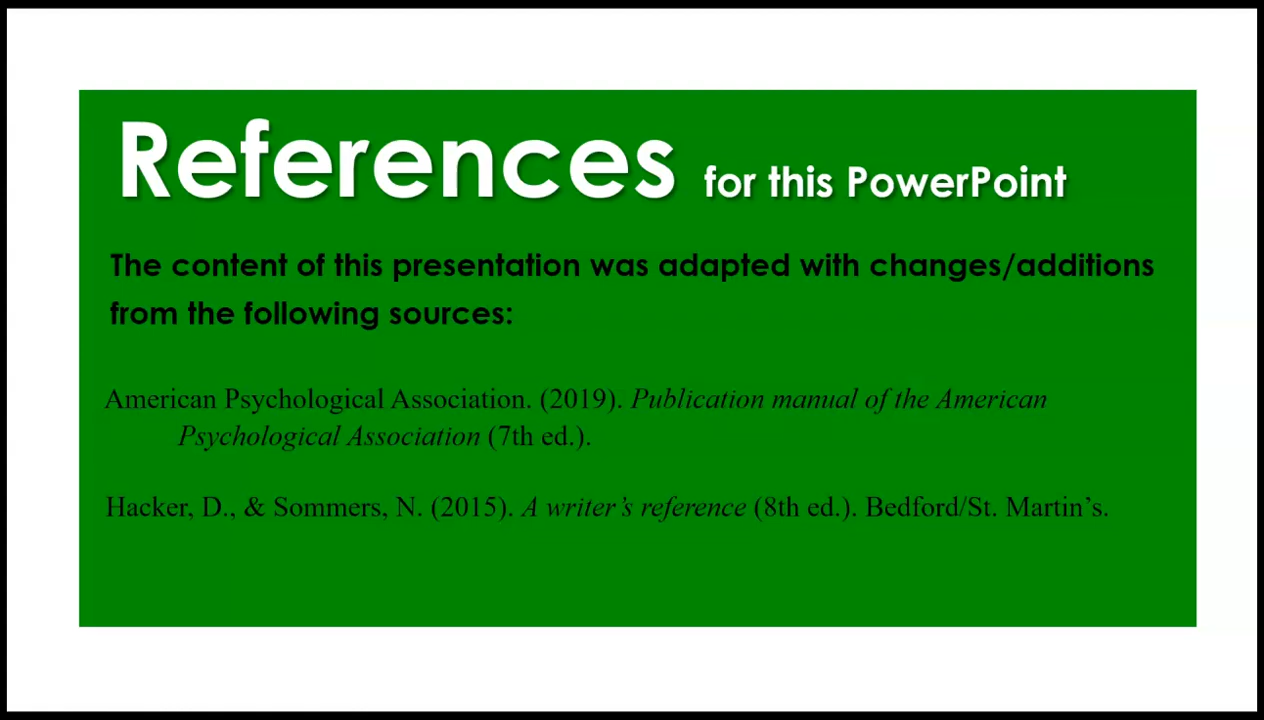 References for this PowerPoint
The content of this presentation was adapted with changes/additions
from the following sources:
American Psychological Association. (2019). Publication manual of the American
Psychological Association (7th ed.).
Hacker, D., & Sommers, N. (2015). A writer’s reference (8th ed.). Bedford/St. Martin’s.